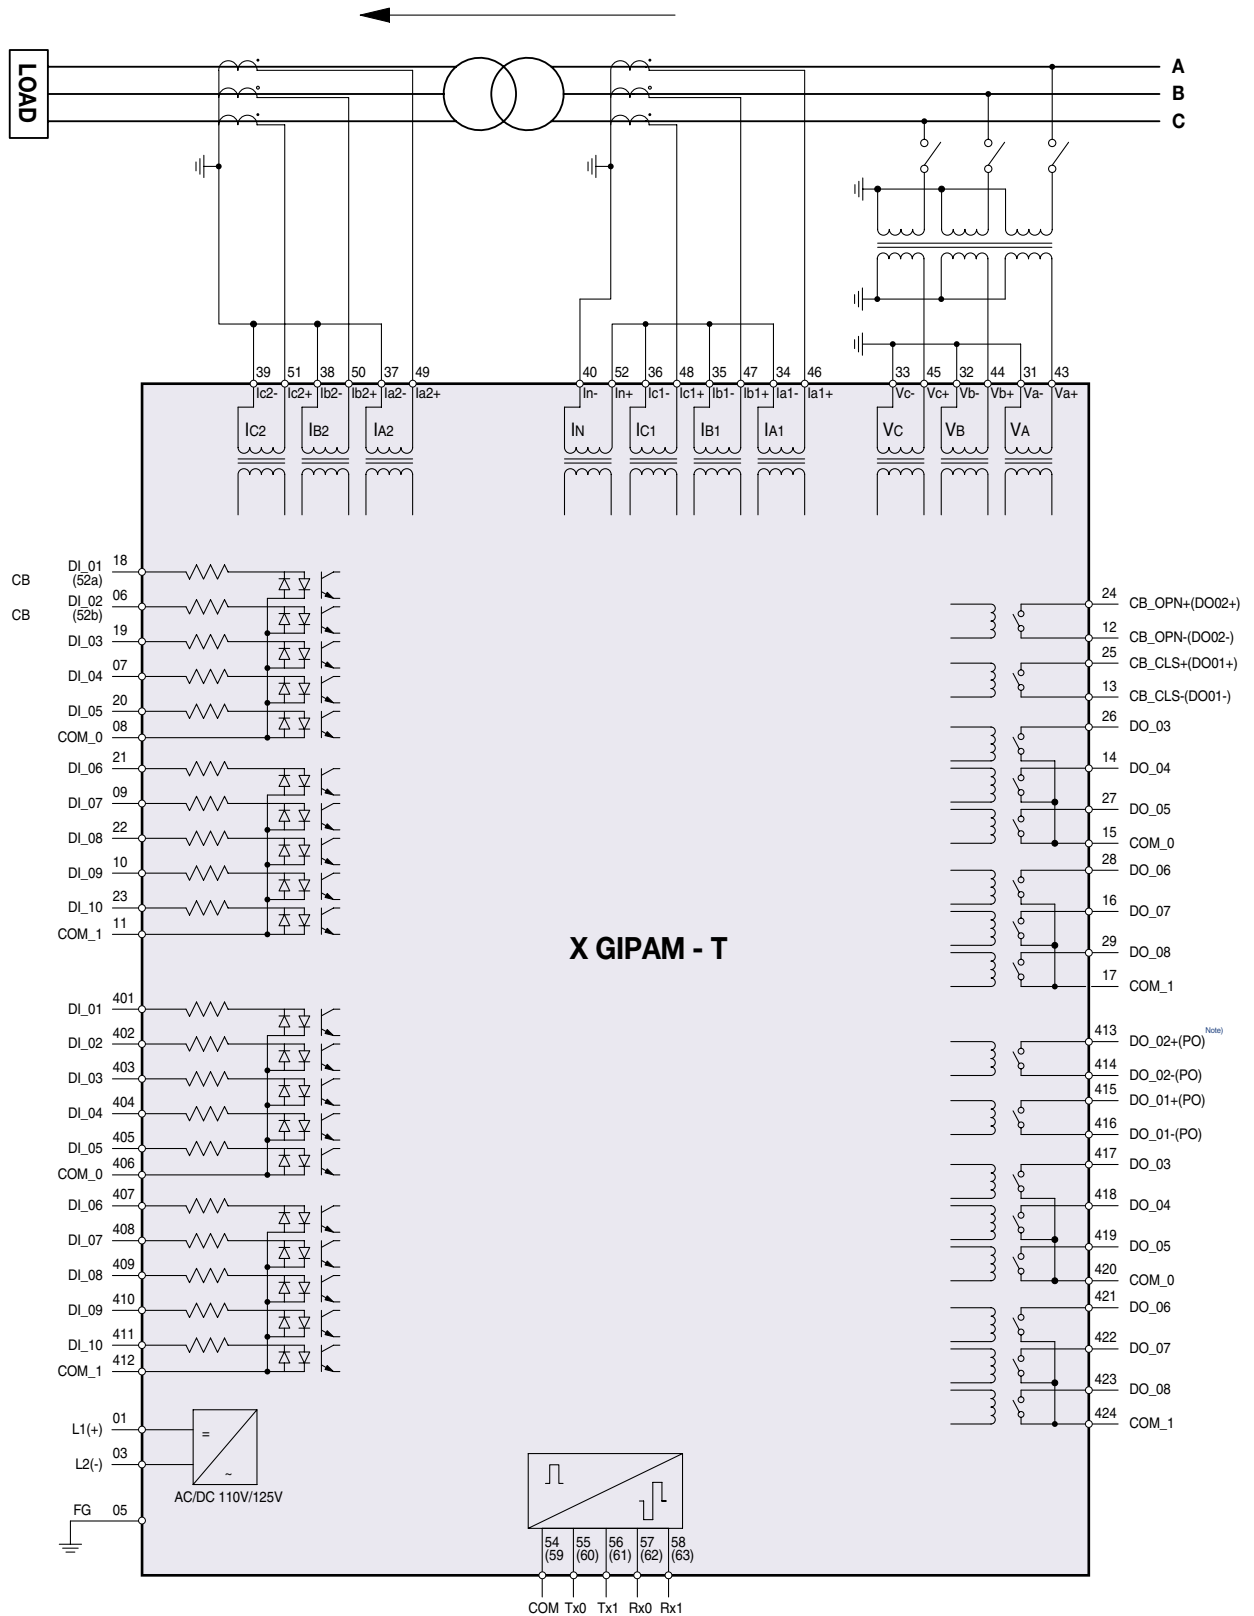 LOAD
A
B
C
39 51 38 50 37 49 40 52 36 48 35 47 34 46 33 45 32 44 31 43
Ic2- Ic2+ Ib2- Ib2+ Ia2- Ia2+ In- In+ Ic1- Ic1+ Ib1- Ib1+ Ia1- Ia1+ Vc- Vc+ Vb- Vb+ Va- Va+
IC2 IB2 IA2 IN IC1 IB1 IA1 VC VB VA
CB DI_01 18
(52a)
CB DI_02 06
(52b)
DI_03 19
DI_04 07
DI_05 20
COM_0 08
DI_06 21
DI_07 09
DI_08 22
DI_09 10
DI_10 23
COM_1 11
DI_01 401
DI_02 402
DI_03 403
DI_04 404
DI_05 405
COM_0 406
DI_06 407
DI_07 408
DI_08 409
DI_09 410
DI_10 411
COM_1 412
L1(+) 01
L2(-) 03
= ~
AC/DC 110V/125V
FG 05
X GIPAM - T
24 CB_OPN+(DO02+)
12 CB_OPN-(DO02-)
25 CB_CLS+(DO01+)
13 CB_CLS-(DO01-)
26 DO_03
14 DO_04
27 DO_05
15 COM_0
28 DO_06
16 DO_07
29 DO_08
17 COM_1
413 DO_02+(PO) Note)
414 DO_02-(PO)
415 DO_01+(PO)
416 DO_01-(PO)
417 DO_03
418 DO_04
419 DO_05
420 COM_0
421 DO_06
422 DO_07
423 DO_08
424 COM_1
54 55 56 57 58
(59 (60) (61) (62) (63)
COM Tx0 Tx1 Rx0 Rx1